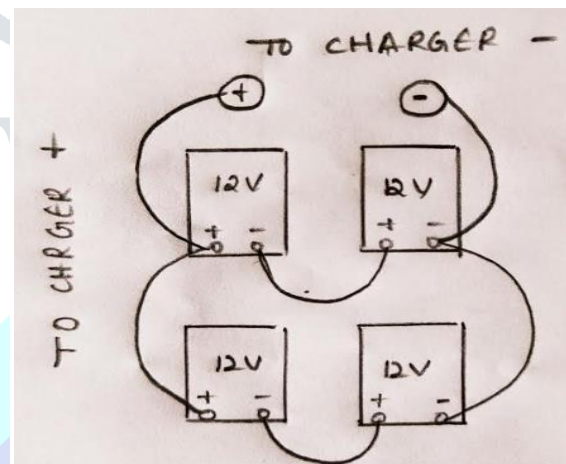 TO CHARGER -
+ -
TO CHRGER +
12V 12V
+ - + -
12V 12V
+ - + -